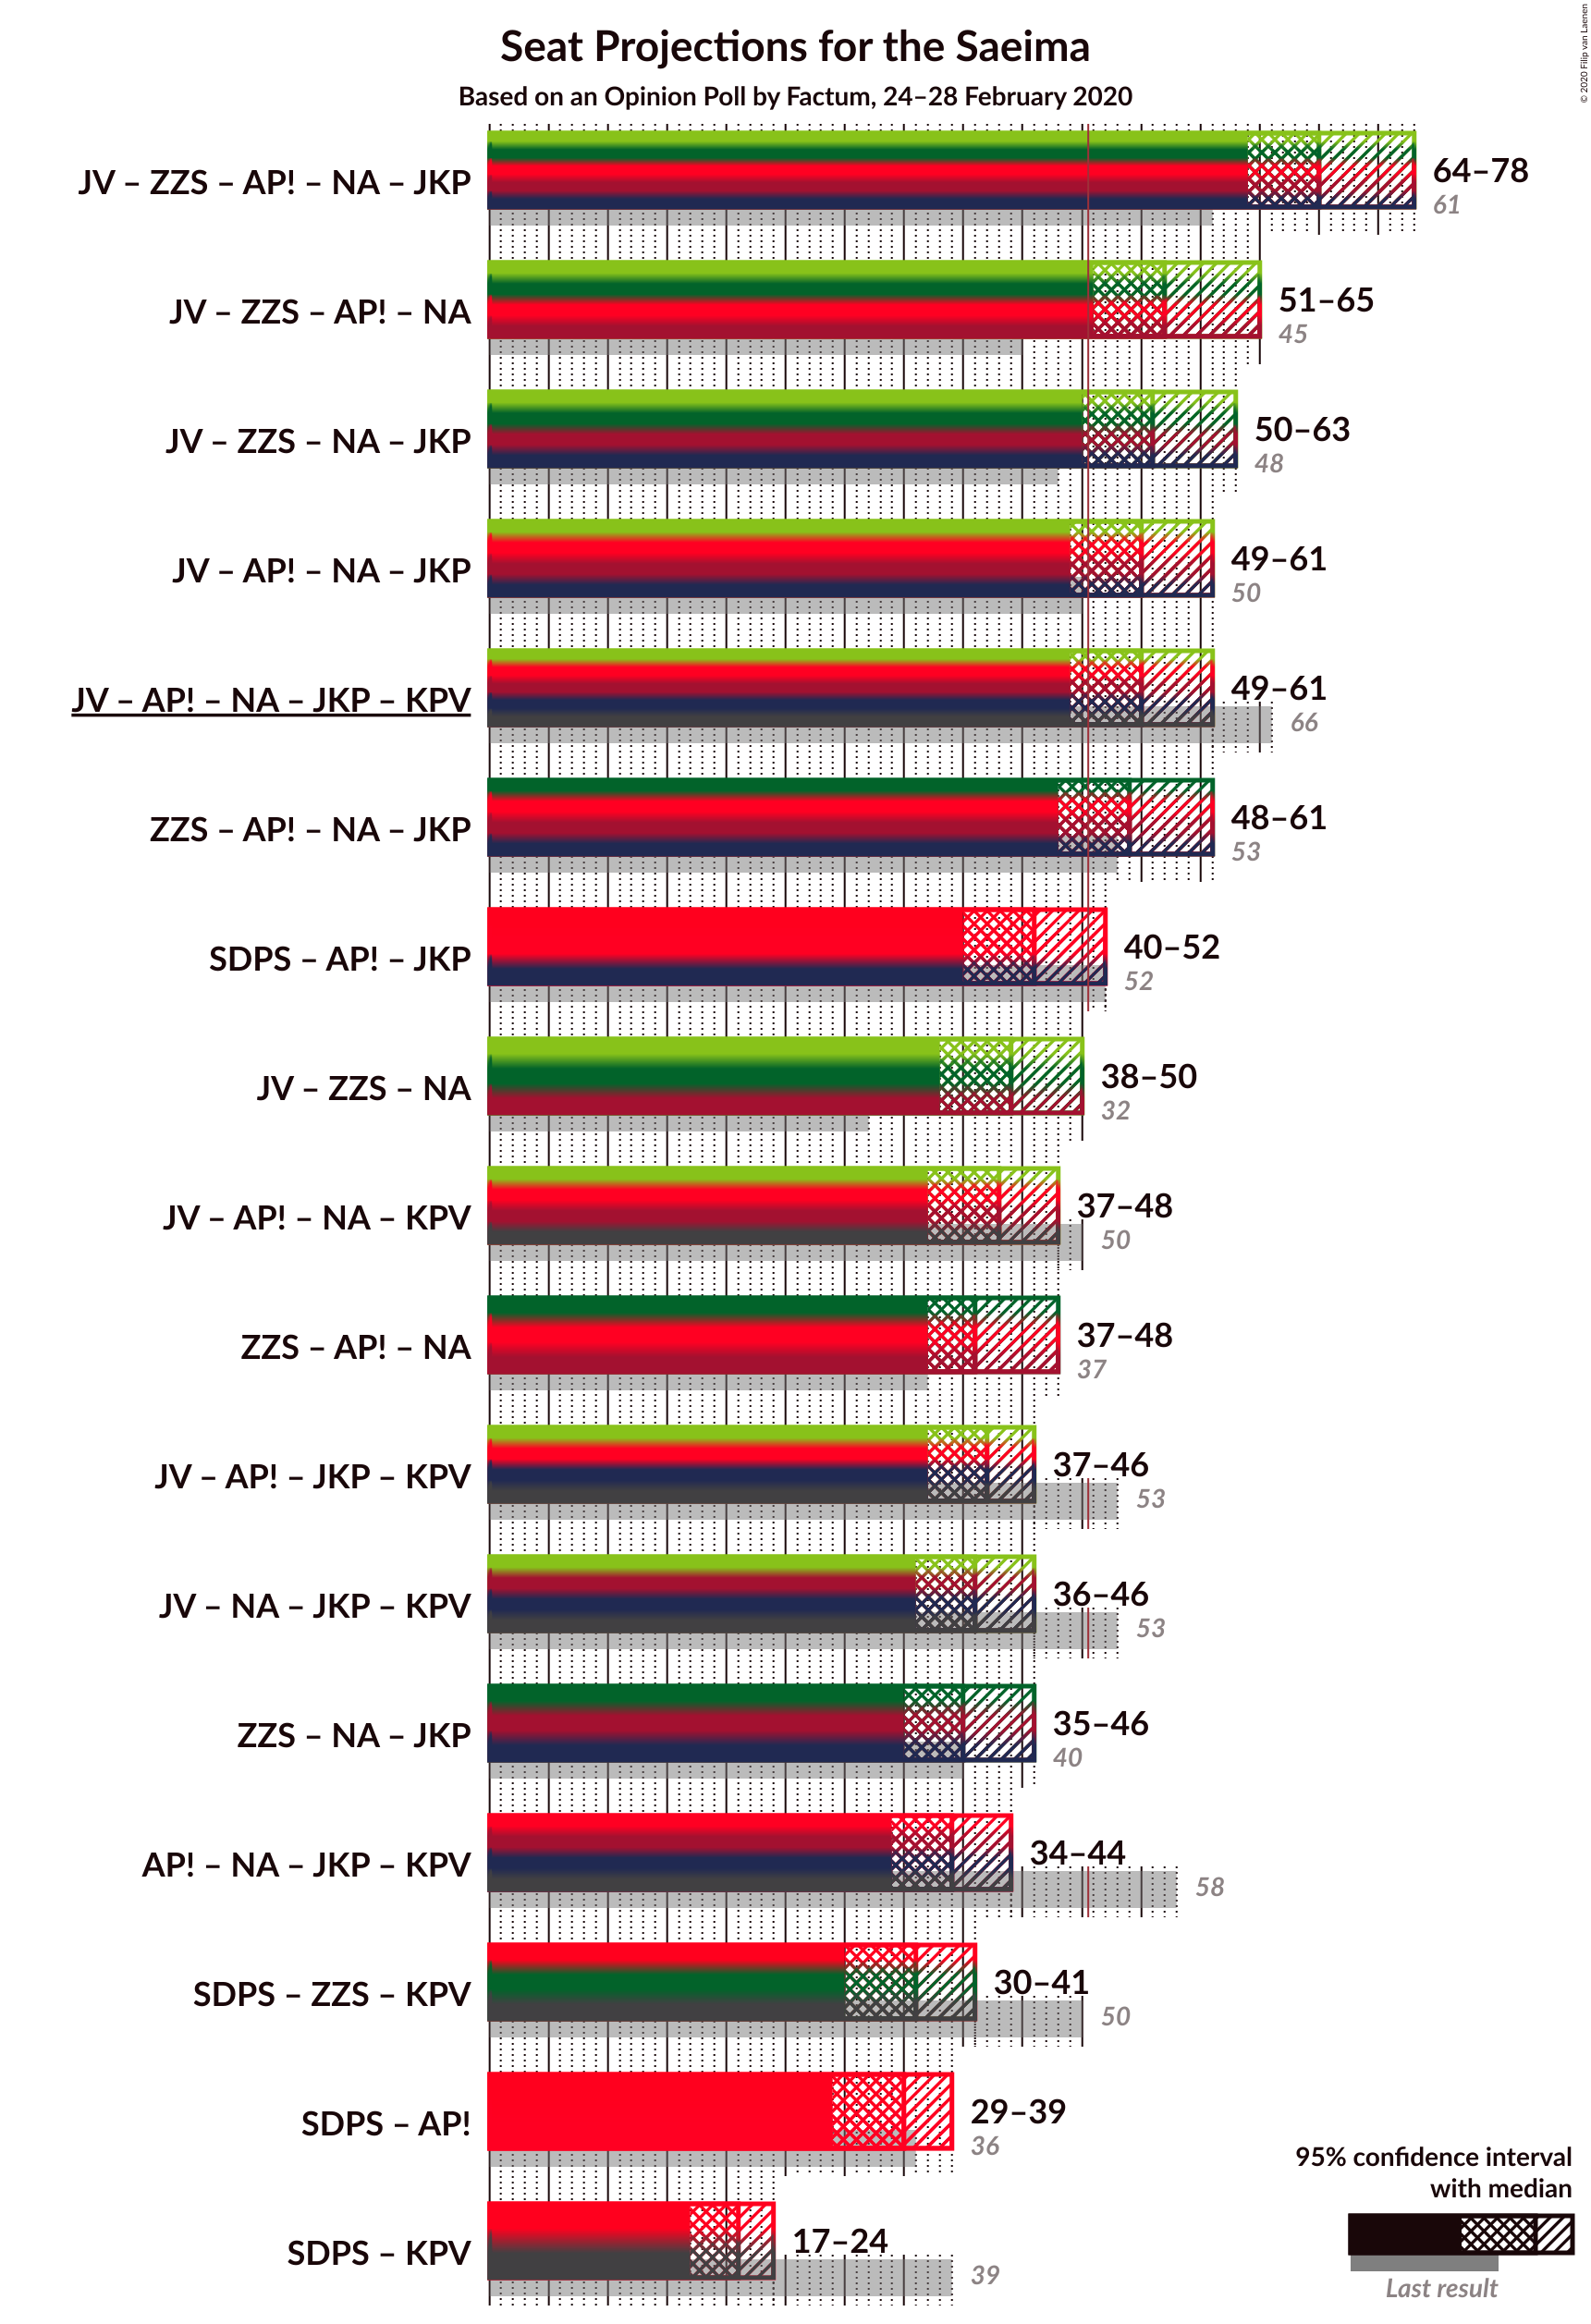 © 2020 Filip van Laenen
Seat Projections for the Saeima
Based on an Opinion Poll by Factum, 24–28 February 2020
JV – ZZS – AP! – NA – JKP
64–78
61
JV – ZZS – AP! – NA
51–65
45
JV – ZZS – NA – JKP
50–63
48
JV – AP! – NA – JKP
49–61
50
JV – AP! – NA – JKP – KPV
49–61
66
ZZS – AP! – NA – JKP
48–61
53
SDPS – AP! – JKP
40–52
52
JV – ZZS – NA
38–50
32
JV – AP! – NA – KPV
37–48
50
ZZS – AP! – NA
37–48
37
JV – AP! – JKP – KPV
37–46
53
JV – NA – JKP – KPV
36–46
53
ZZS – NA – JKP
35–46
40
AP! – NA – JKP – KPV
34–44
58
SDPS – ZZS – KPV
30–41
50
SDPS – AP!
29–39
36
SDPS – KPV
17–24
39
95% confidence interval
with median
Last result